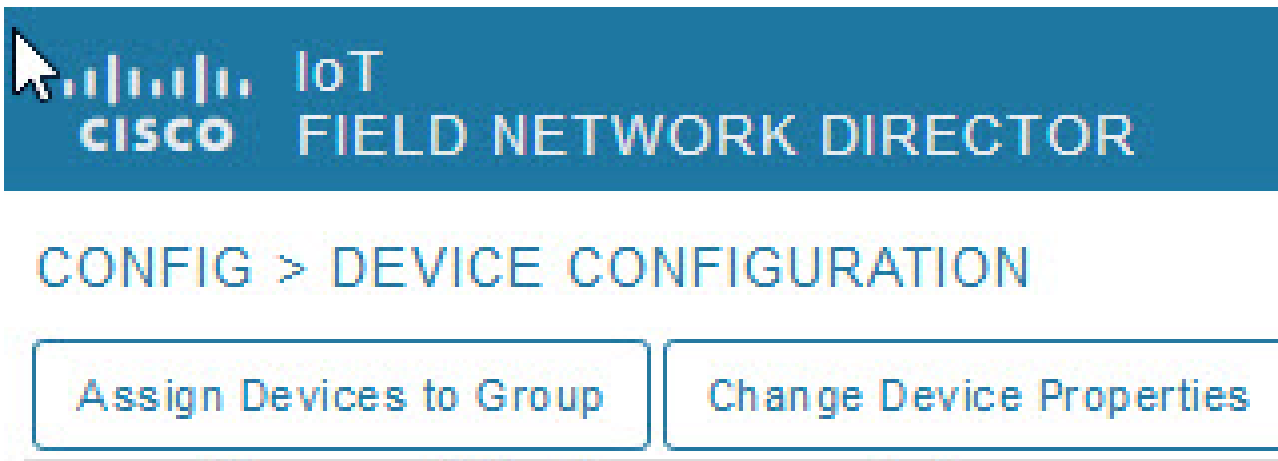 IoT
CISCO
FIELD NETWORK DIRECTOR
CONFIG > DEVICE CONFIGURATION
Assign Devices to Group
Change Device Properties